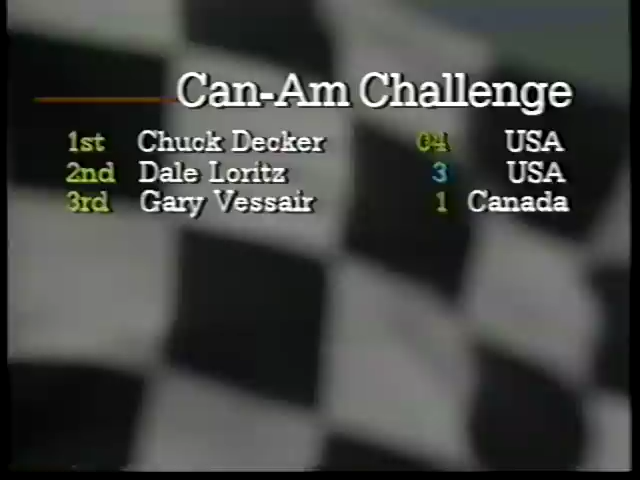 Can-Am Challenge
1st Chuck Decker 04 USA
2nd Dale Loritz 3 USA
3rd Gary Vessair 1 Canada